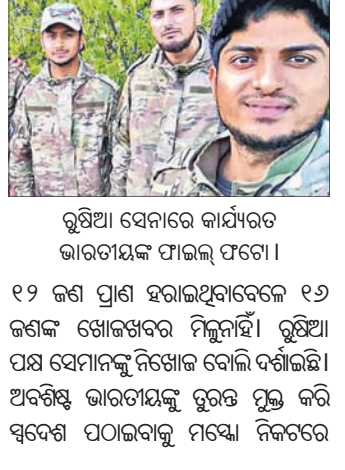 ରୁଷିଆ ସେନାରେ କାର୍ଯ୍ୟରତ
ଭାରତୀୟଙ୍କ ଫାଇଲ୍ ଫଟୋ ।
୧୨ ଜଣ ପ୍ରାଣ ହରାଇଥିବାବେଳେ ୧୬
ଜଣଙ୍କ ଖୋଜଖବର ମିଳୁନାହିଁ। ରୁଷିଆ
ପକ୍ଷ ସେମାନଙ୍କୁ ନିଖୋଜ ବୋଲି ଦର୍ଶାଇଛି।
ଅବଶିଷ୍ଟ ଭାରତୀୟଙ୍କୁ ତୁରନ୍ତ ମୁକ୍ତ କରି
ସ୍ବଦେଶ ପଠାଇବାକୁ ମସ୍କୋ ନିକଟରେ